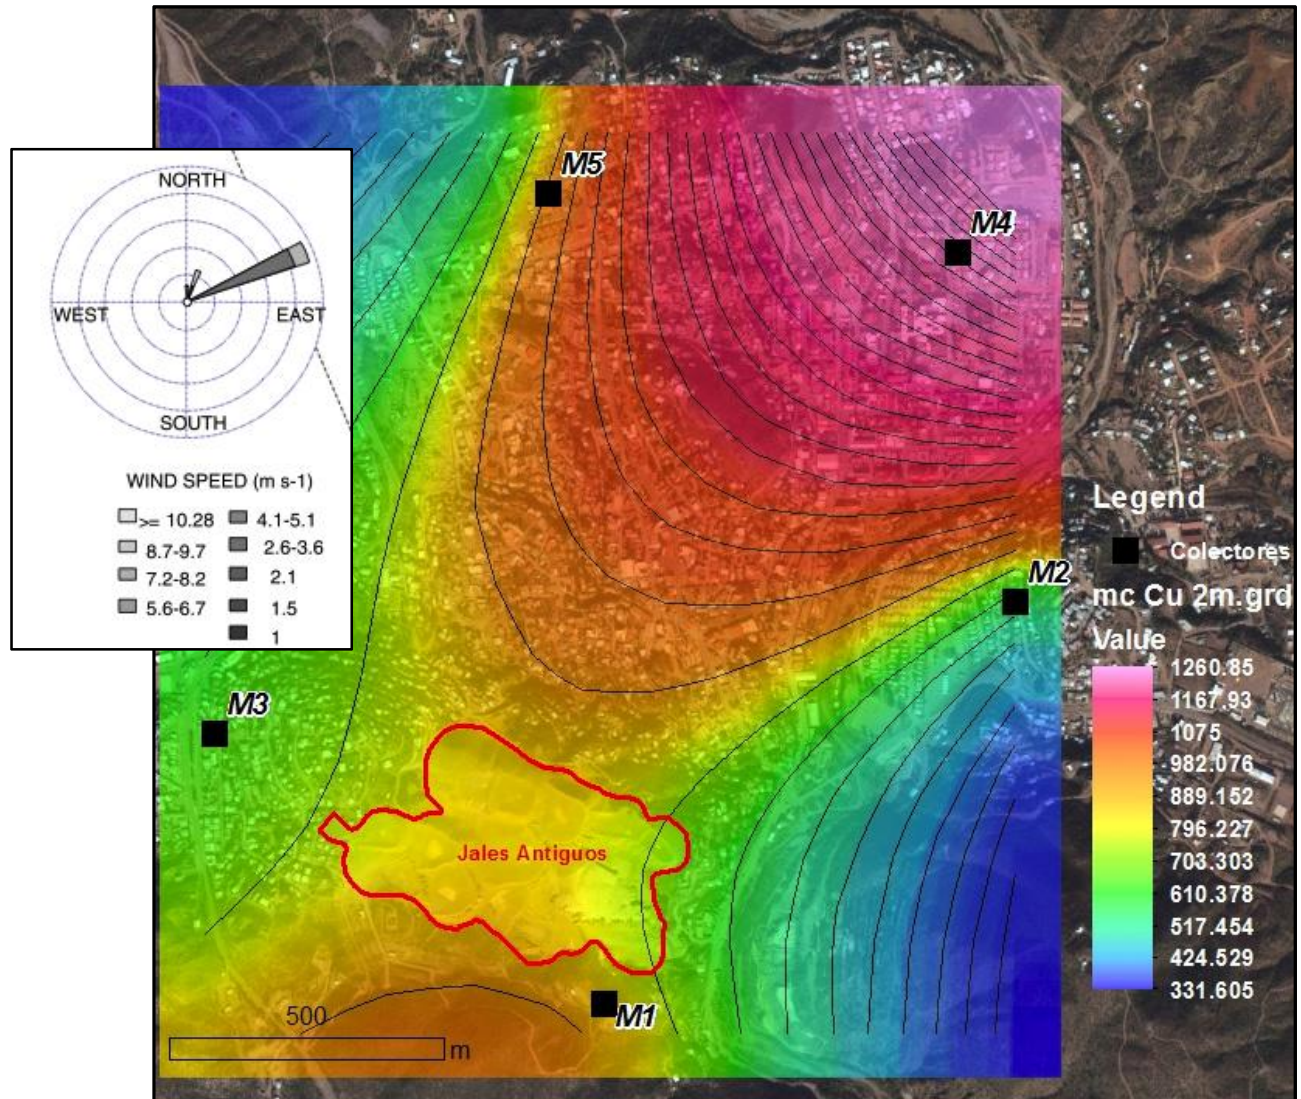 NORTH
WEST
EAST
SOUTH
WIND SPEED (m s-1)
>= 10.28
4.1-5.1
8.7-9.7
2.6-3.6
7.2-8.2
2.1
5.6-6.7
1.5
1
M5
M4
M2
M3
Jales Antiguos
M1
500
m
Legend
Colectores
mc Cu 2m.grd
Value
1260.85
1167.93
1075
982.076
889.152
796.227
703.303
610.378
517.454
424.529
331.605